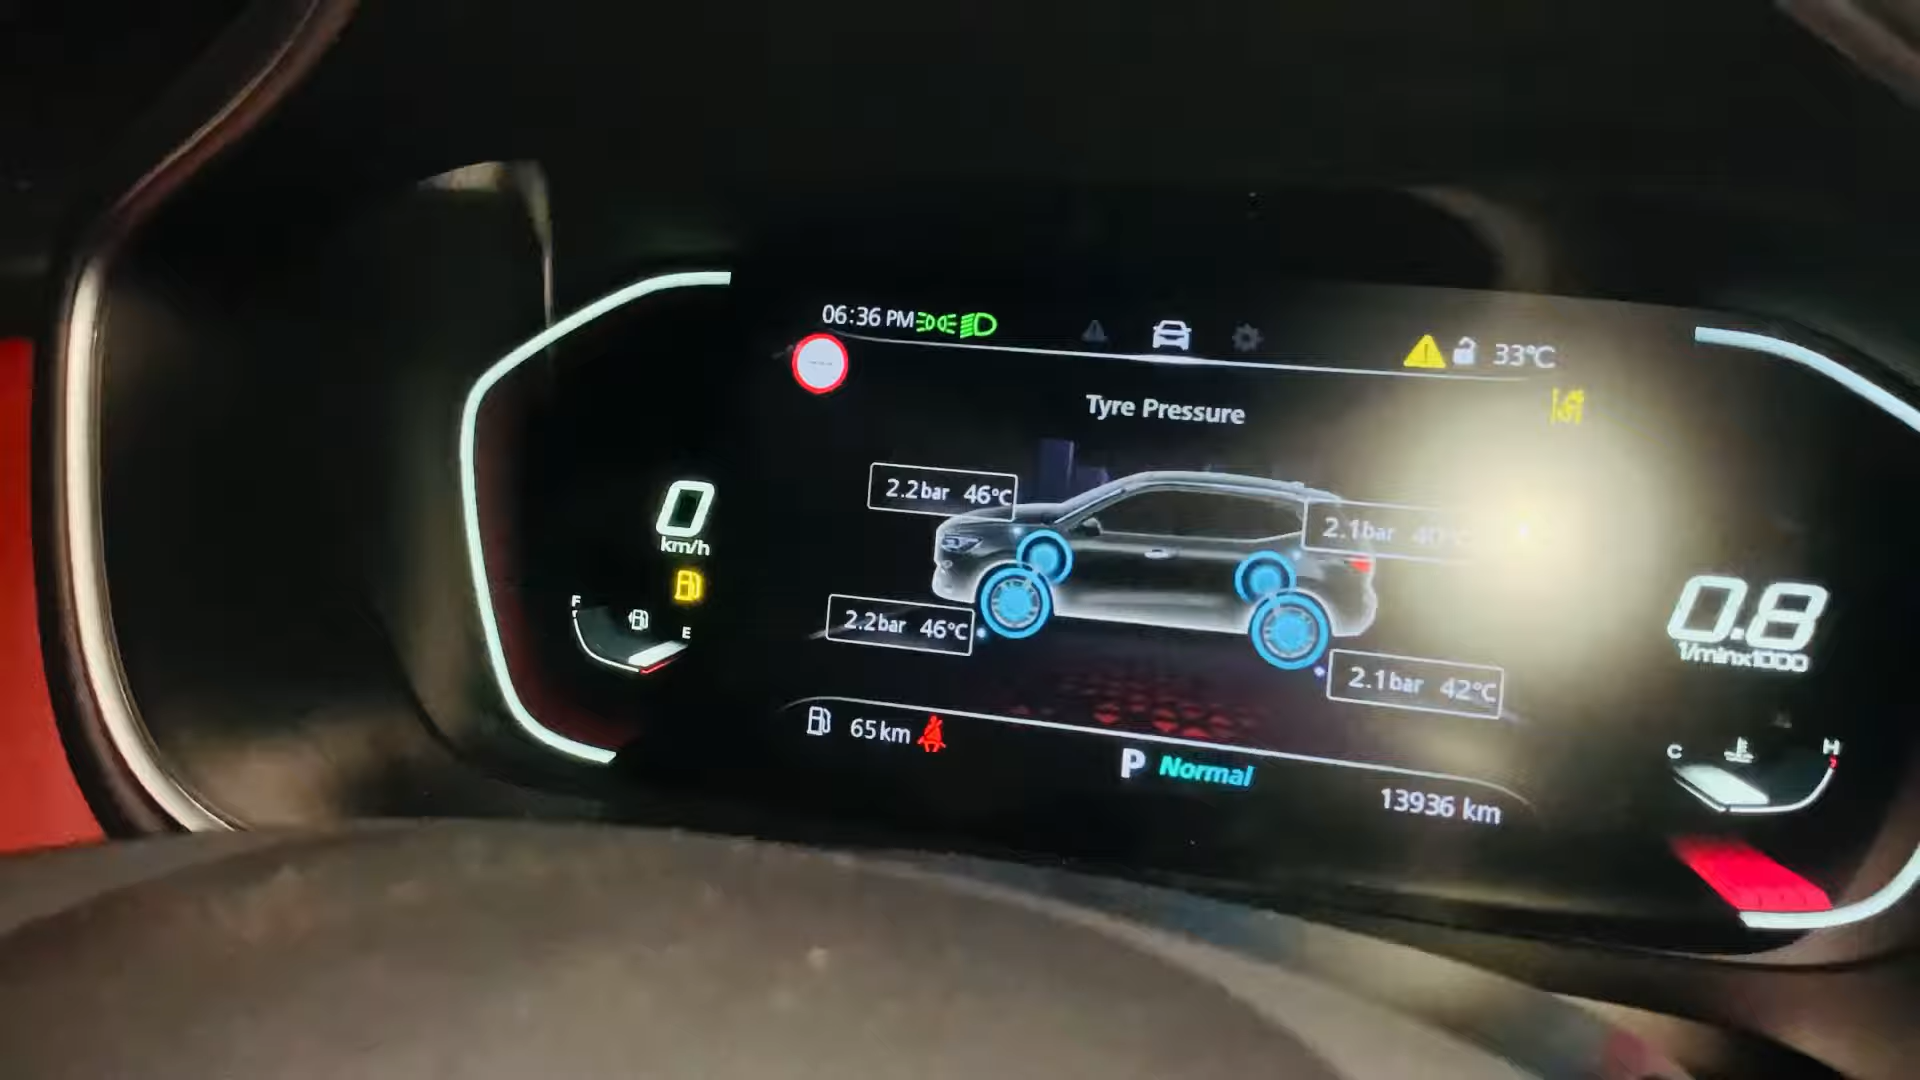 06:36 PM
33°C
Tyre Pressure
2.2bar 46°C
2.1bar 40°C
0
km/h
F
E
2.2bar 46°C
2.1bar 42°C
0.8
1/minx1000
65km
P Normal
C
H
13936 km